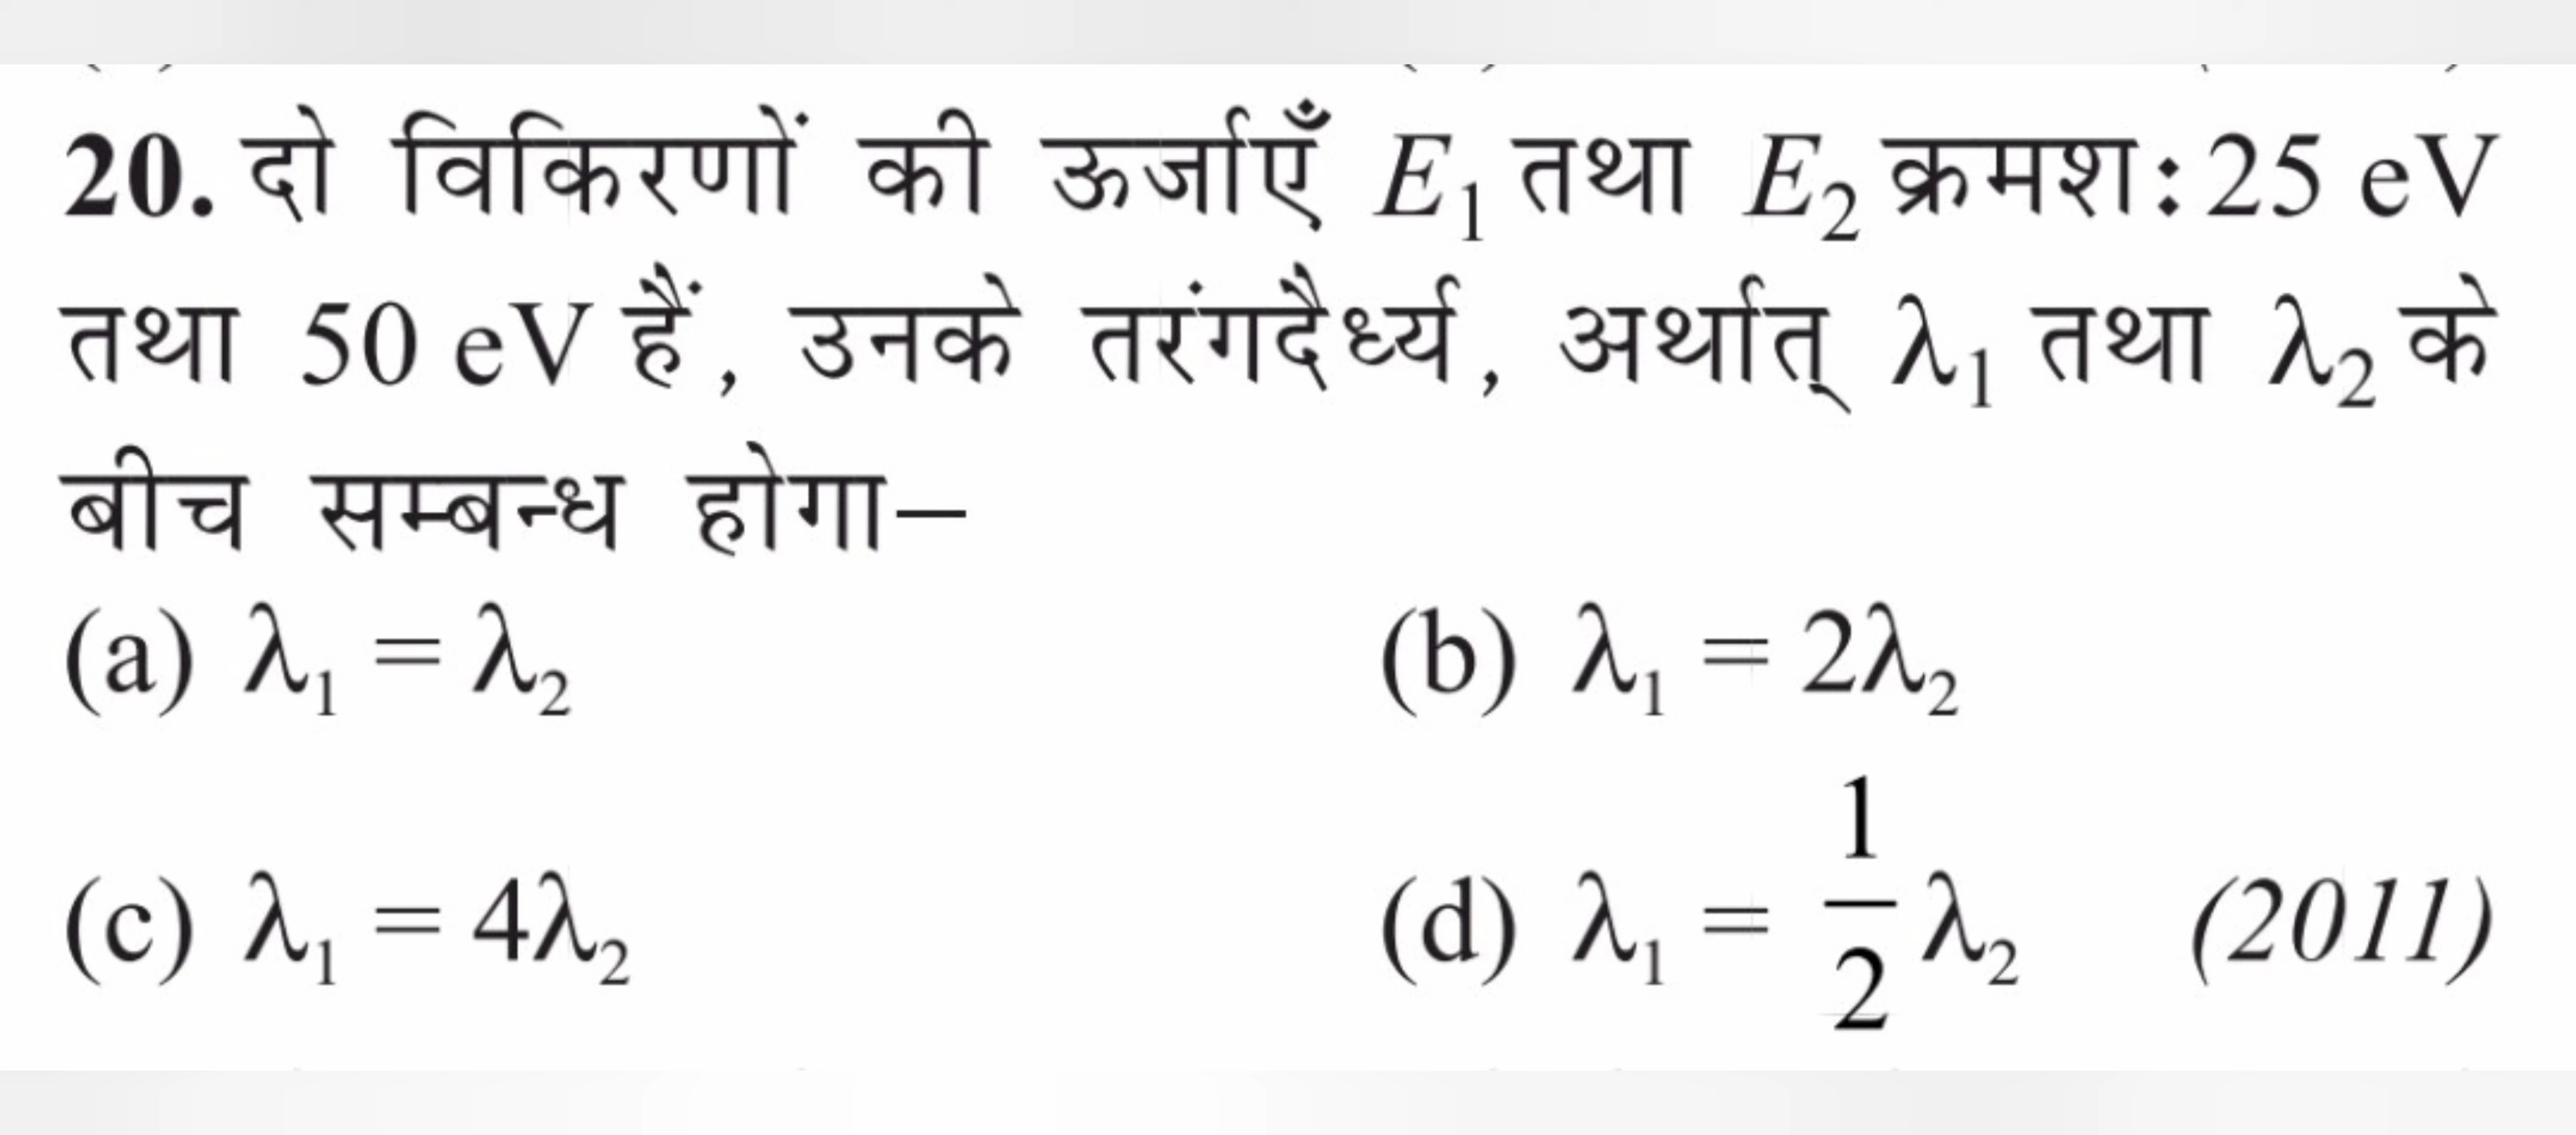 20. दो विकिरणों की ऊर्जाएँ E₁ तथा E₂ क्रमश: 25 eV
तथा 50 eV हैं, उनके तरंगदैर्ध्य, अर्थात् λ₁ तथा λ₂ के
बीच सम्बन्ध होगा–
(a) λ₁ = λ₂ (b) λ₁ = 2λ₂
(c) λ₁ = 4λ₂ (d) λ₁ = 1/2 λ₂ (2011)